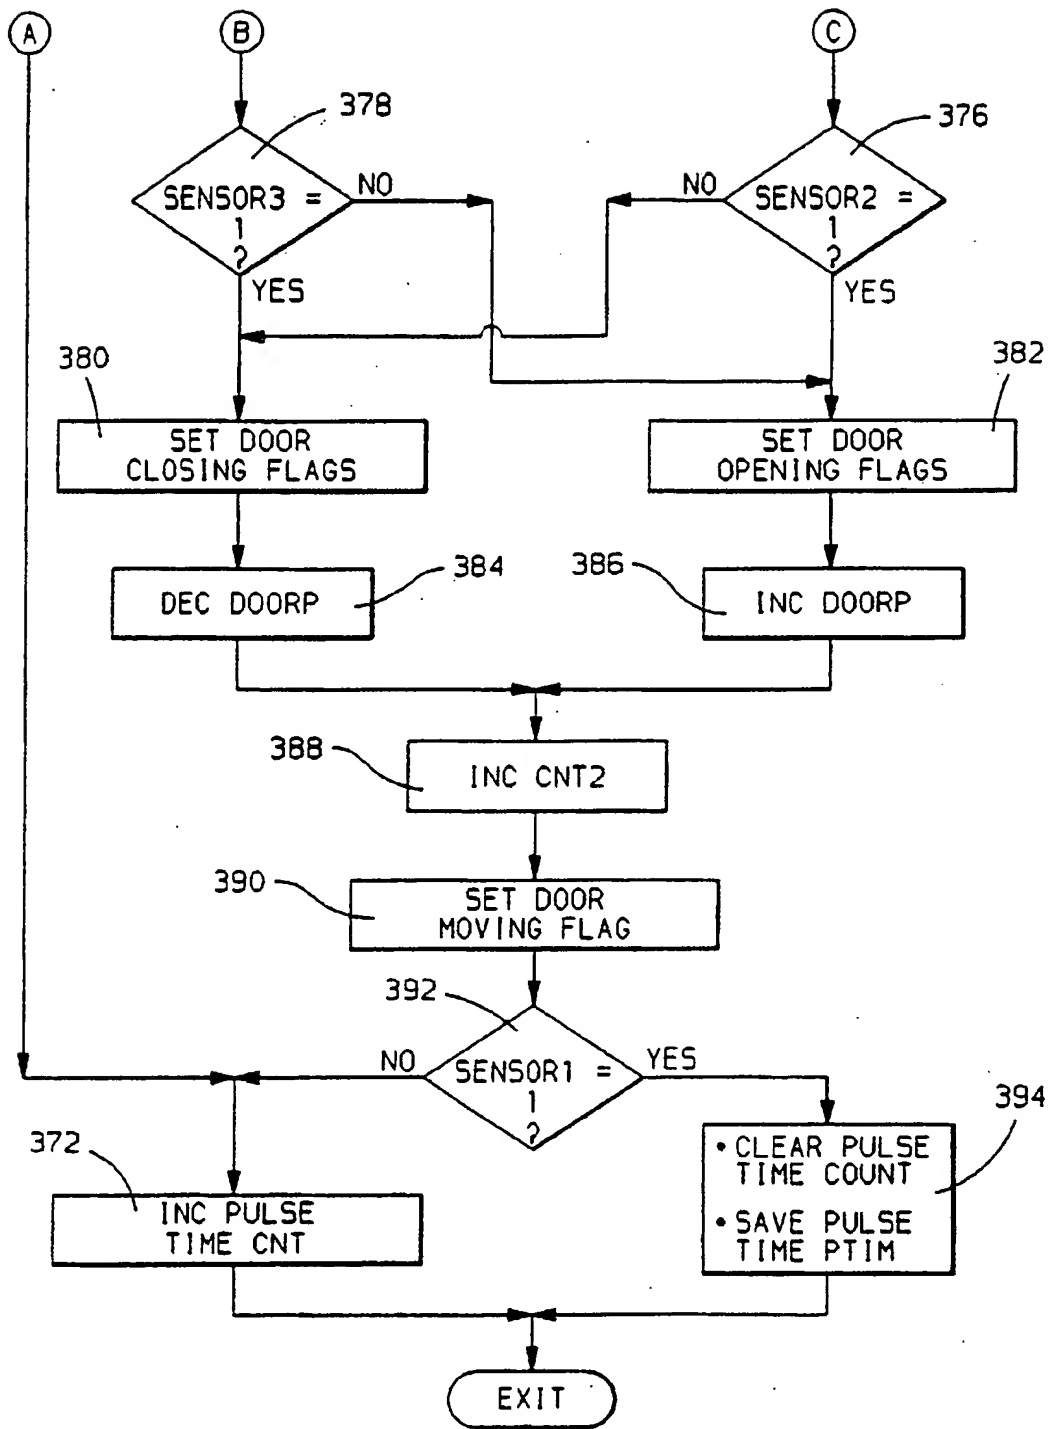 A
B
C
378
376
SENSOR3 =
1
?
NO
YES
NO
SENSOR2 =
1
?
YES
380
382
SET DOOR
CLOSING FLAGS
SET DOOR
OPENING FLAGS
384
386
DEC DOORP
INC DOORP
388
INC CNT2
390
SET DOOR
MOVING FLAG
392
NO
SENSOR1 =
1
?
YES
394
372
INC PULSE
TIME CNT
• CLEAR PULSE
TIME COUNT
• SAVE PULSE
TIME PTIM
EXIT